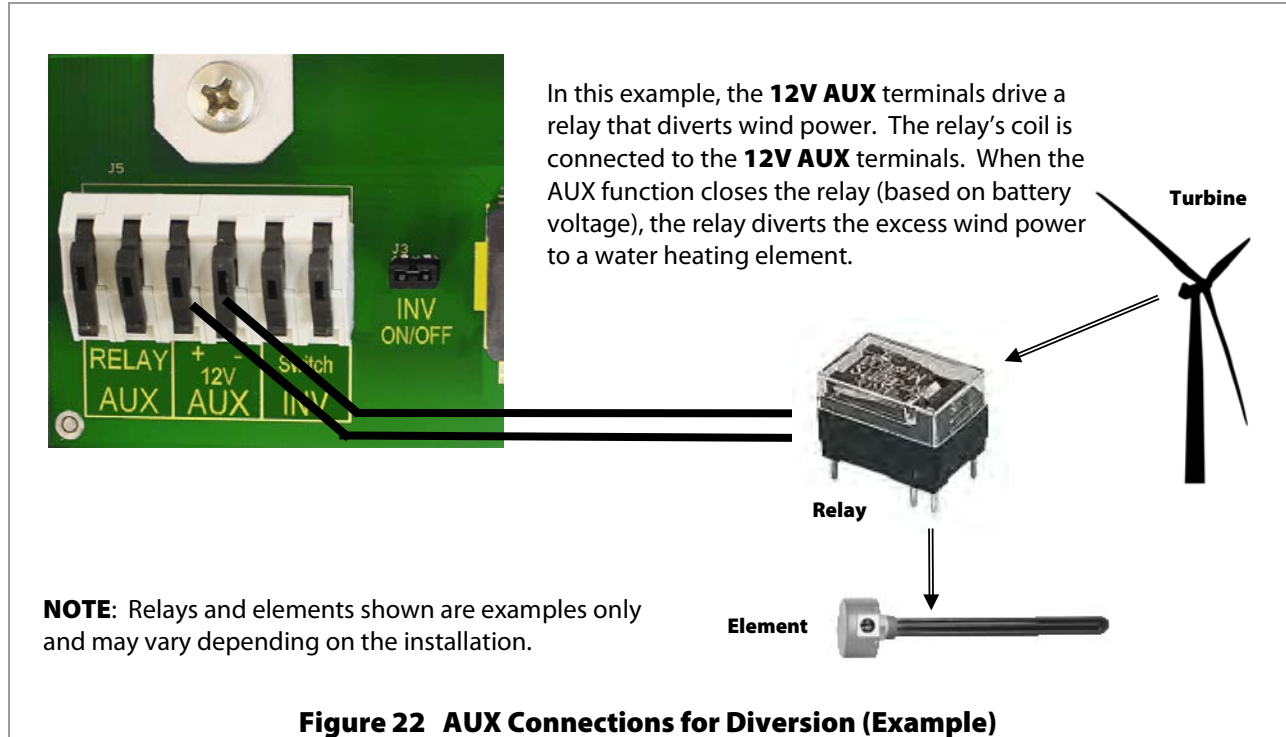 In this example, the 12V AUX terminals drive a
relay that diverts wind power. The relay's coil is
connected to the 12V AUX terminals. When the
AUX function closes the relay (based on battery
voltage), the relay diverts the excess wind power
to a water heating element.
J5
J3
INV
ON/OFF
RELAY
AUX
+ -
12V
AUX
Switch
INV
Turbine
Relay
Element
NOTE: Relays and elements shown are examples only
and may vary depending on the installation.
Figure 22 AUX Connections for Diversion (Example)